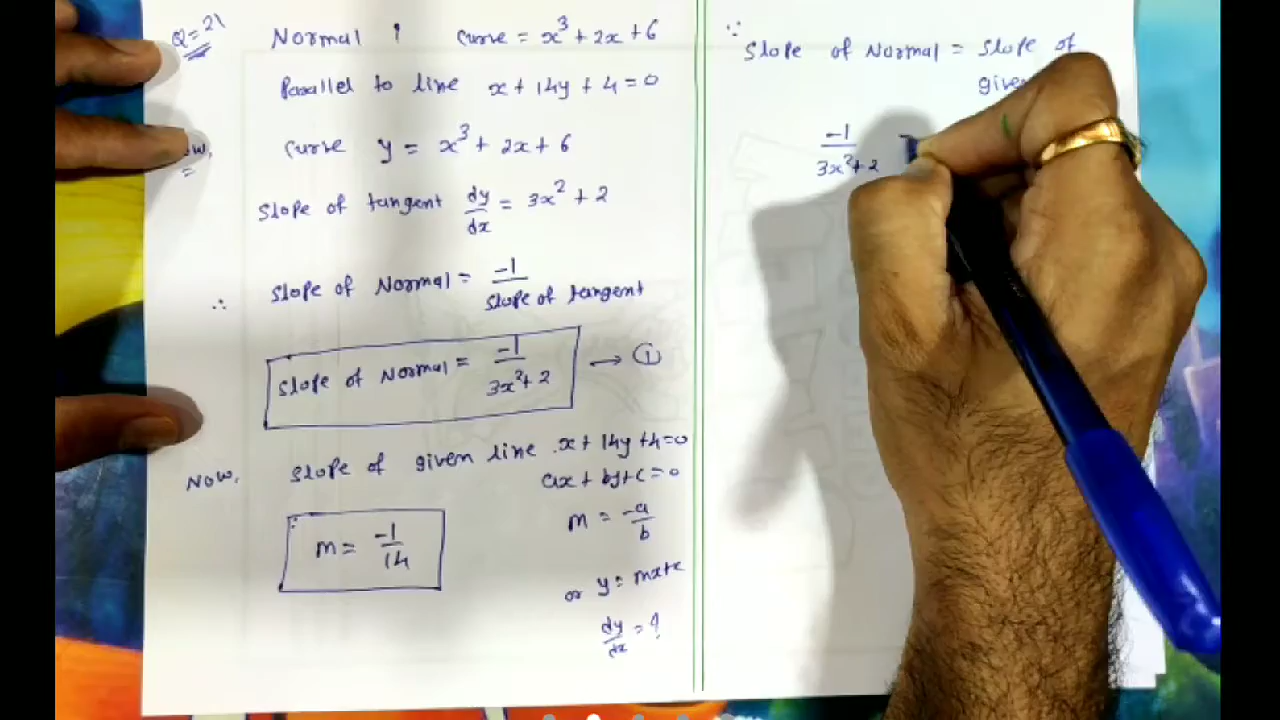 Q=21 Normal ? Curve = x³ + 2x + 6
Parallel to line x + 14y + 4 = 0
Curve y = x³ + 2x + 6
Slope of tangent dy/dx = 3x² + 2
∴ Slope of Normal = -1/Slope of tangent
Slope of Normal = -1/3x²+2 → ①
Now, Slope of given line x + 14y + 4 = 0
ax + by + c = 0
m = -a/b
m = -1/14
or y = mx + c
dy/dx = ?
∵
Slope of Normal = Slope of
given
-1/3x²+2